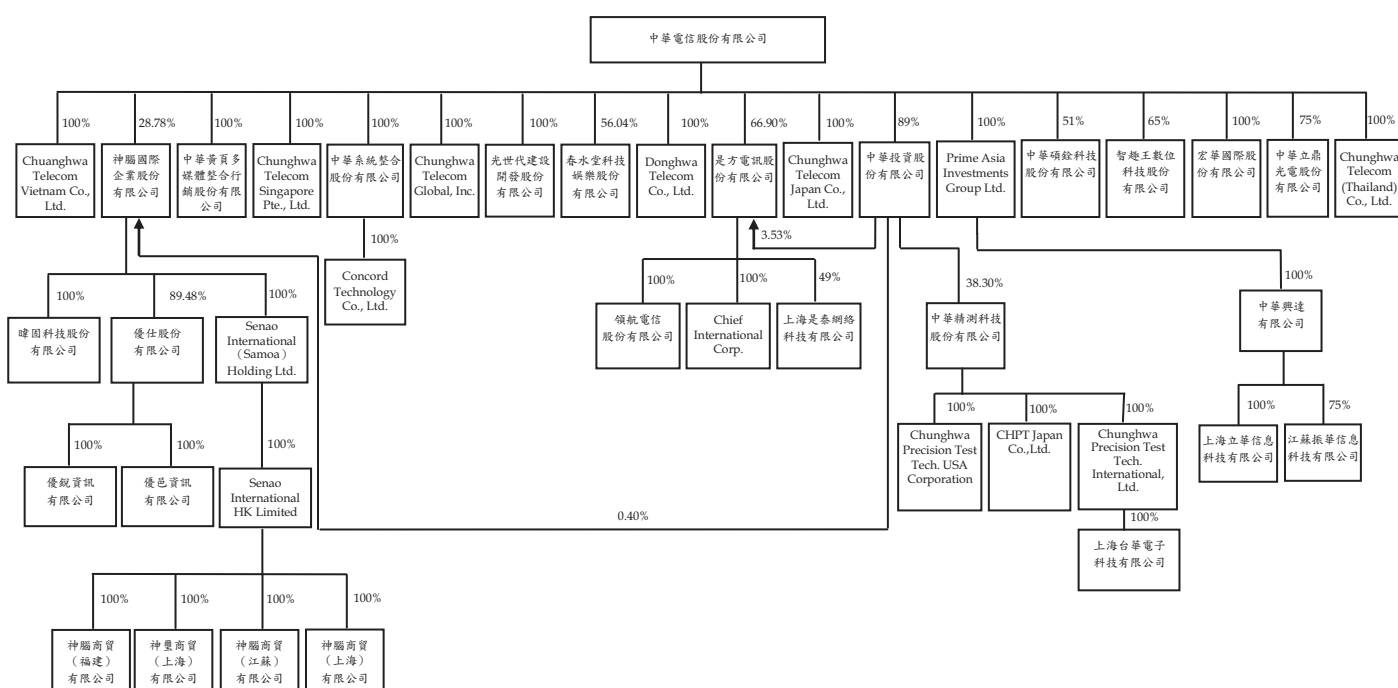 中華電信股份有限公司
100%
28.78%
100%
100%
100%
100%
100%
56.04%
100%
66.90%
100%
89%
100%
51%
65%
100%
75%
100%
Chuanghwa
Telecom
Vietnam Co.,
Ltd.
神腦國際
企業股份
有限公司
中華黃頁多
媒體整合行
銷股份有限
公司
Chunghwa
Telecom
Singapore
Pte., Ltd.
中華系統整合
股份有限公司
Chunghwa
Telecom
Global, Inc.
光世代建設
開發股份
有限公司
春水堂科技
娛樂股份
有限公司
Donghwa
Telecom
Co., Ltd.
是方電訊股
份有限公司
Chunghwa
Telecom
Japan Co.,
Ltd.
中華投資股
份有限公司
Prime Asia
Investments
Group Ltd.
中華碩銓科技
股份有限公司
智趣王數位
科技股份
有限公司
宏華國際股
份有限公司
中華立鼎
光電股份
有限公司
Chunghwa
Telecom
(Thailand)
Co., Ltd.
3.53%
100%
Concord
Technology
Co., Ltd.
100%
89.48%
100%
100%
100%
49%
38.30%
100%
暐因科技股份
有限公司
優仕股份
有限公司
Senao
International
（Samoa）
Holding Ltd.
領航電信
股份有限公司
Chief
International
Corp.
上海是泰網絡
科技有限公司
中華精測科技
股份有限公司
中華興達
有限公司
100%
100%
100%
100%
100%
100%
100%
75%
優銳資訊
有限公司
優邑資訊
有限公司
Senao
International
HK Limited
Chunghwa
Precision Test
Tech. USA
Corporation
CHPT Japan
Co.,Ltd.
Chunghwa
Precision Test
Tech.
International,
Ltd.
上海立華信息
科技有限公司
江蘇振華信息
科技有限公司
0.40%
100%
上海台華電子
科技有限公司
100%
100%
100%
100%
神腦商貿
（福建）
有限公司
神璽商貿
（上海）
有限公司
神腦商貿
（江蘇）
有限公司
神腦商貿
（上海）
有限公司